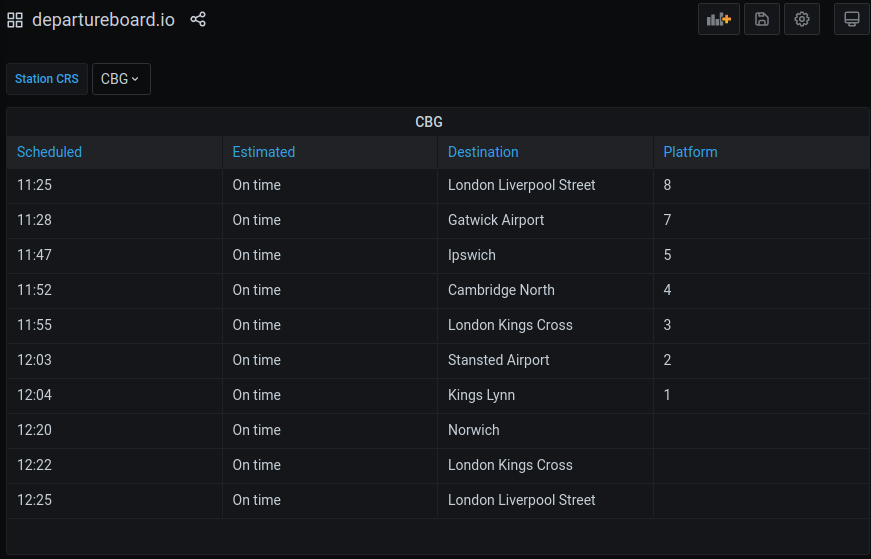 departureboard.io
Station CRS CBG
CBG
Scheduled Estimated Destination Platform
11:25 On time London Liverpool Street 8
11:28 On time Gatwick Airport 7
11:47 On time Ipswich 5
11:52 On time Cambridge North 4
11:55 On time London Kings Cross 3
12:03 On time Stansted Airport 2
12:04 On time Kings Lynn 1
12:20 On time Norwich
12:22 On time London Kings Cross
12:25 On time London Liverpool Street